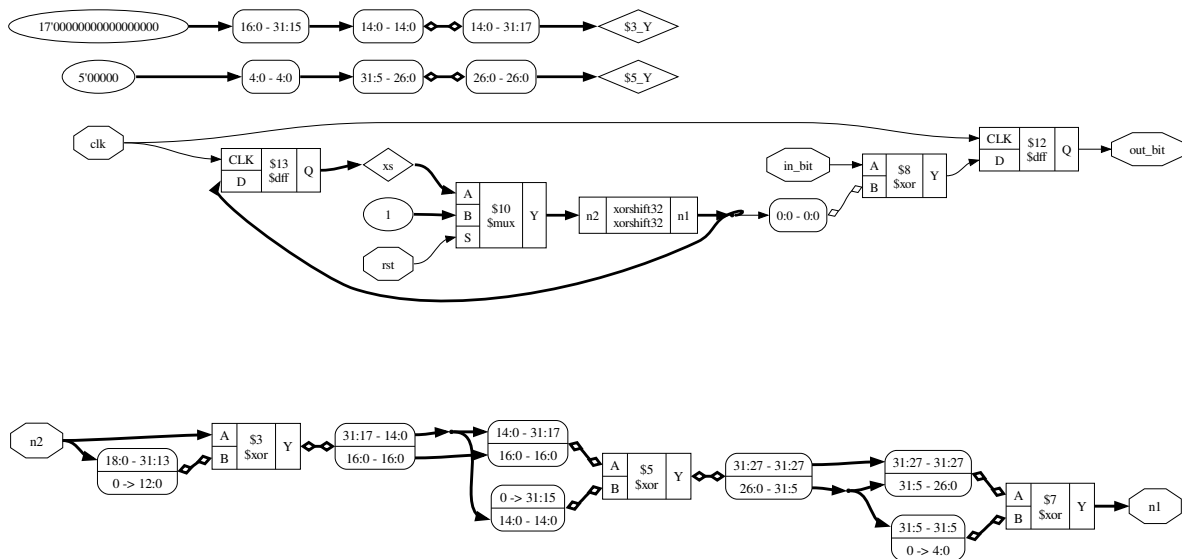 17'00000000000000000
16:0 - 31:15
14:0 - 14:0
14:0 - 31:17
$3_Y
5'00000
4:0 - 4:0
31:5 - 26:0
26:0 - 26:0
$5_Y
clk
CLK
D
$13
$dff
Q
xs
1
rst
A
B
S
$10
$mux
Y
n2
xorshift32
xorshift32
n1
0:0 - 0:0
in_bit
A
B
$8
$xor
Y
CLK
D
$12
$dff
Q
out_bit
n2
18:0 - 31:13
0 -> 12:0
A
B
$3
$xor
Y
31:17 - 14:0
16:0 - 16:0
14:0 - 31:17
16:0 - 16:0
0 -> 31:15
14:0 - 14:0
A
B
$5
$xor
Y
31:27 - 31:27
26:0 - 31:5
31:27 - 31:27
31:5 - 26:0
31:5 - 31:5
0 -> 4:0
A
B
$7
$xor
Y
n1